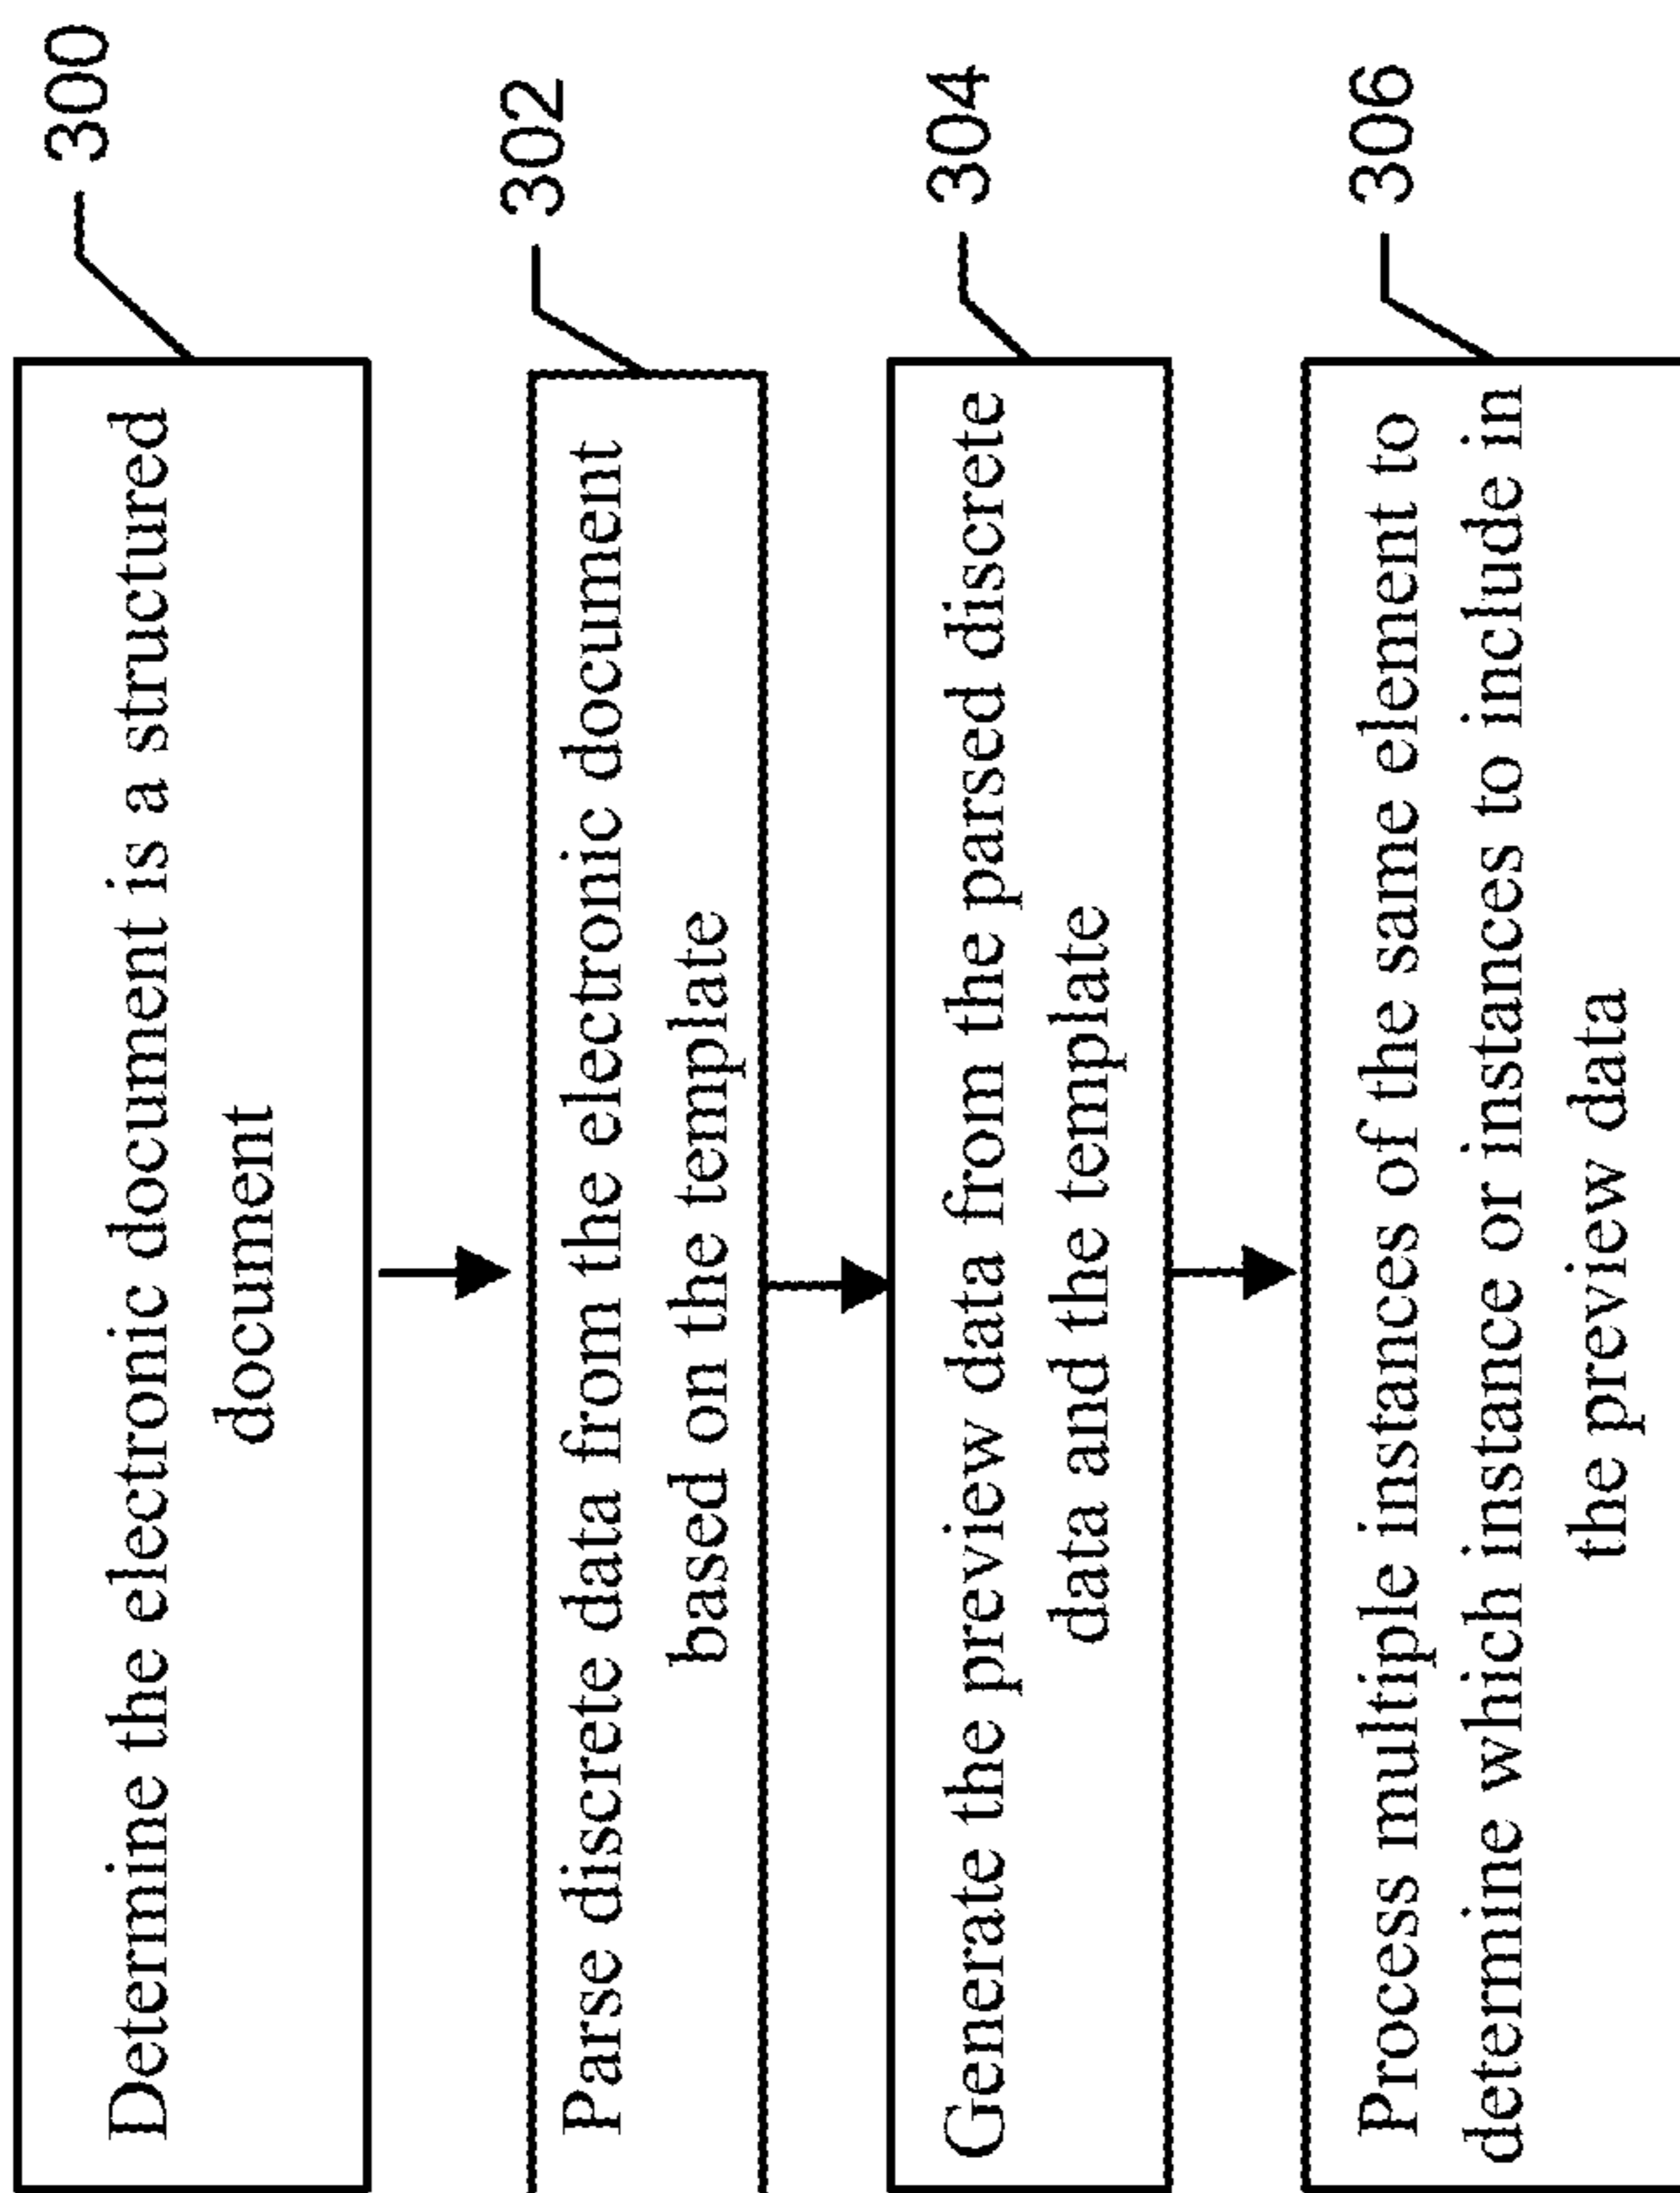 300
Determine the electronic document is a structured
document
302
Parse discrete data from the electronic document
based on the template
304
Generate the preview data from the parsed discrete
data and the template
306
Process multiple instances of the same element to
determine which instance or instances to include in
the preview data